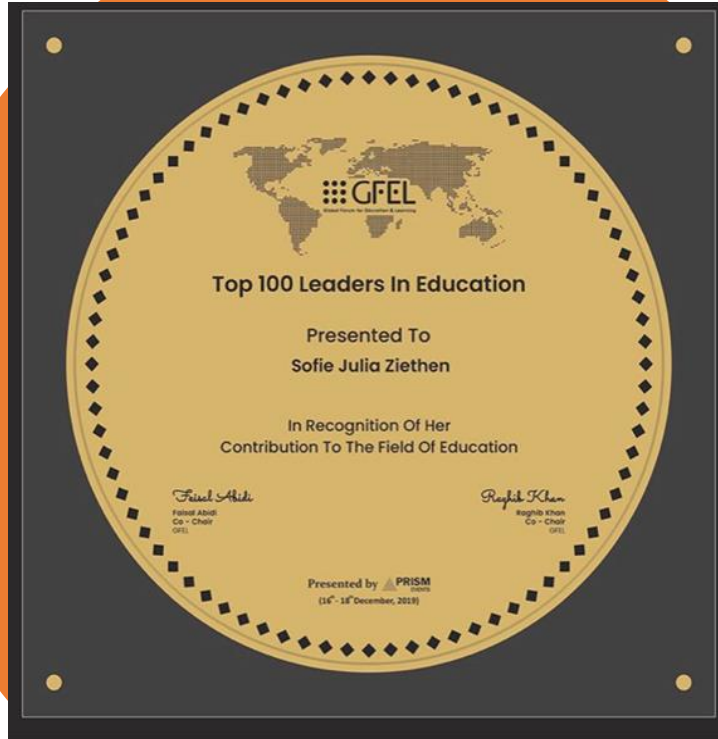 GFEL
Global Forum for Education & Learning
Top 100 Leaders In Education
Presented To
Sofie Julia Ziethen
In Recognition Of Her
Contribution To The Field Of Education
Faisal Abidi
Faisal Abidi
Co - Chair
GFEL
Raghib Khan
Raghib Khan
Co - Chair
GFEL
Presented by PRISM
EVENTS
(16th - 18th December, 2019)